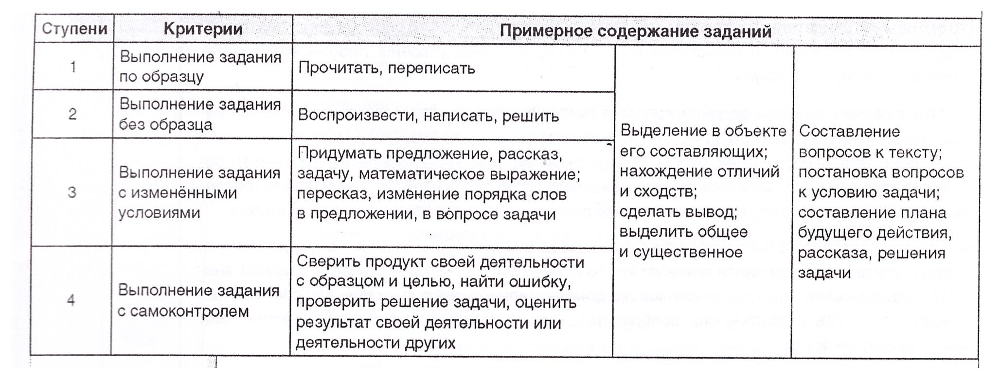 Ступени Критерии Примерное содержание заданий
1
Выполнение задания
по образцу
Прочитать, переписать
2
Выполнение задания
без образца
Воспроизвести, написать, решить
3
Выполнение задания
с изменёнными
условиями
Придумать предложение, рассказ,
задачу, математическое выражение;
пересказ, изменение порядка слов
в предложении, в вопросе задачи
4
Выполнение задания
с самоконтролем
Сверить продукт своей деятельности
с образцом и целью, найти ошибку,
проверить решение задачи, оценить
результат своей деятельности или
деятельности других
Выделение в объекте
его составляющих;
нахождение отличий
и сходств;
сделать вывод;
выделить общее
и существенное
Составление
вопросов к тексту;
постановка вопросов
к условию задачи;
составление плана
будущего действия,
рассказа, решения
задачи